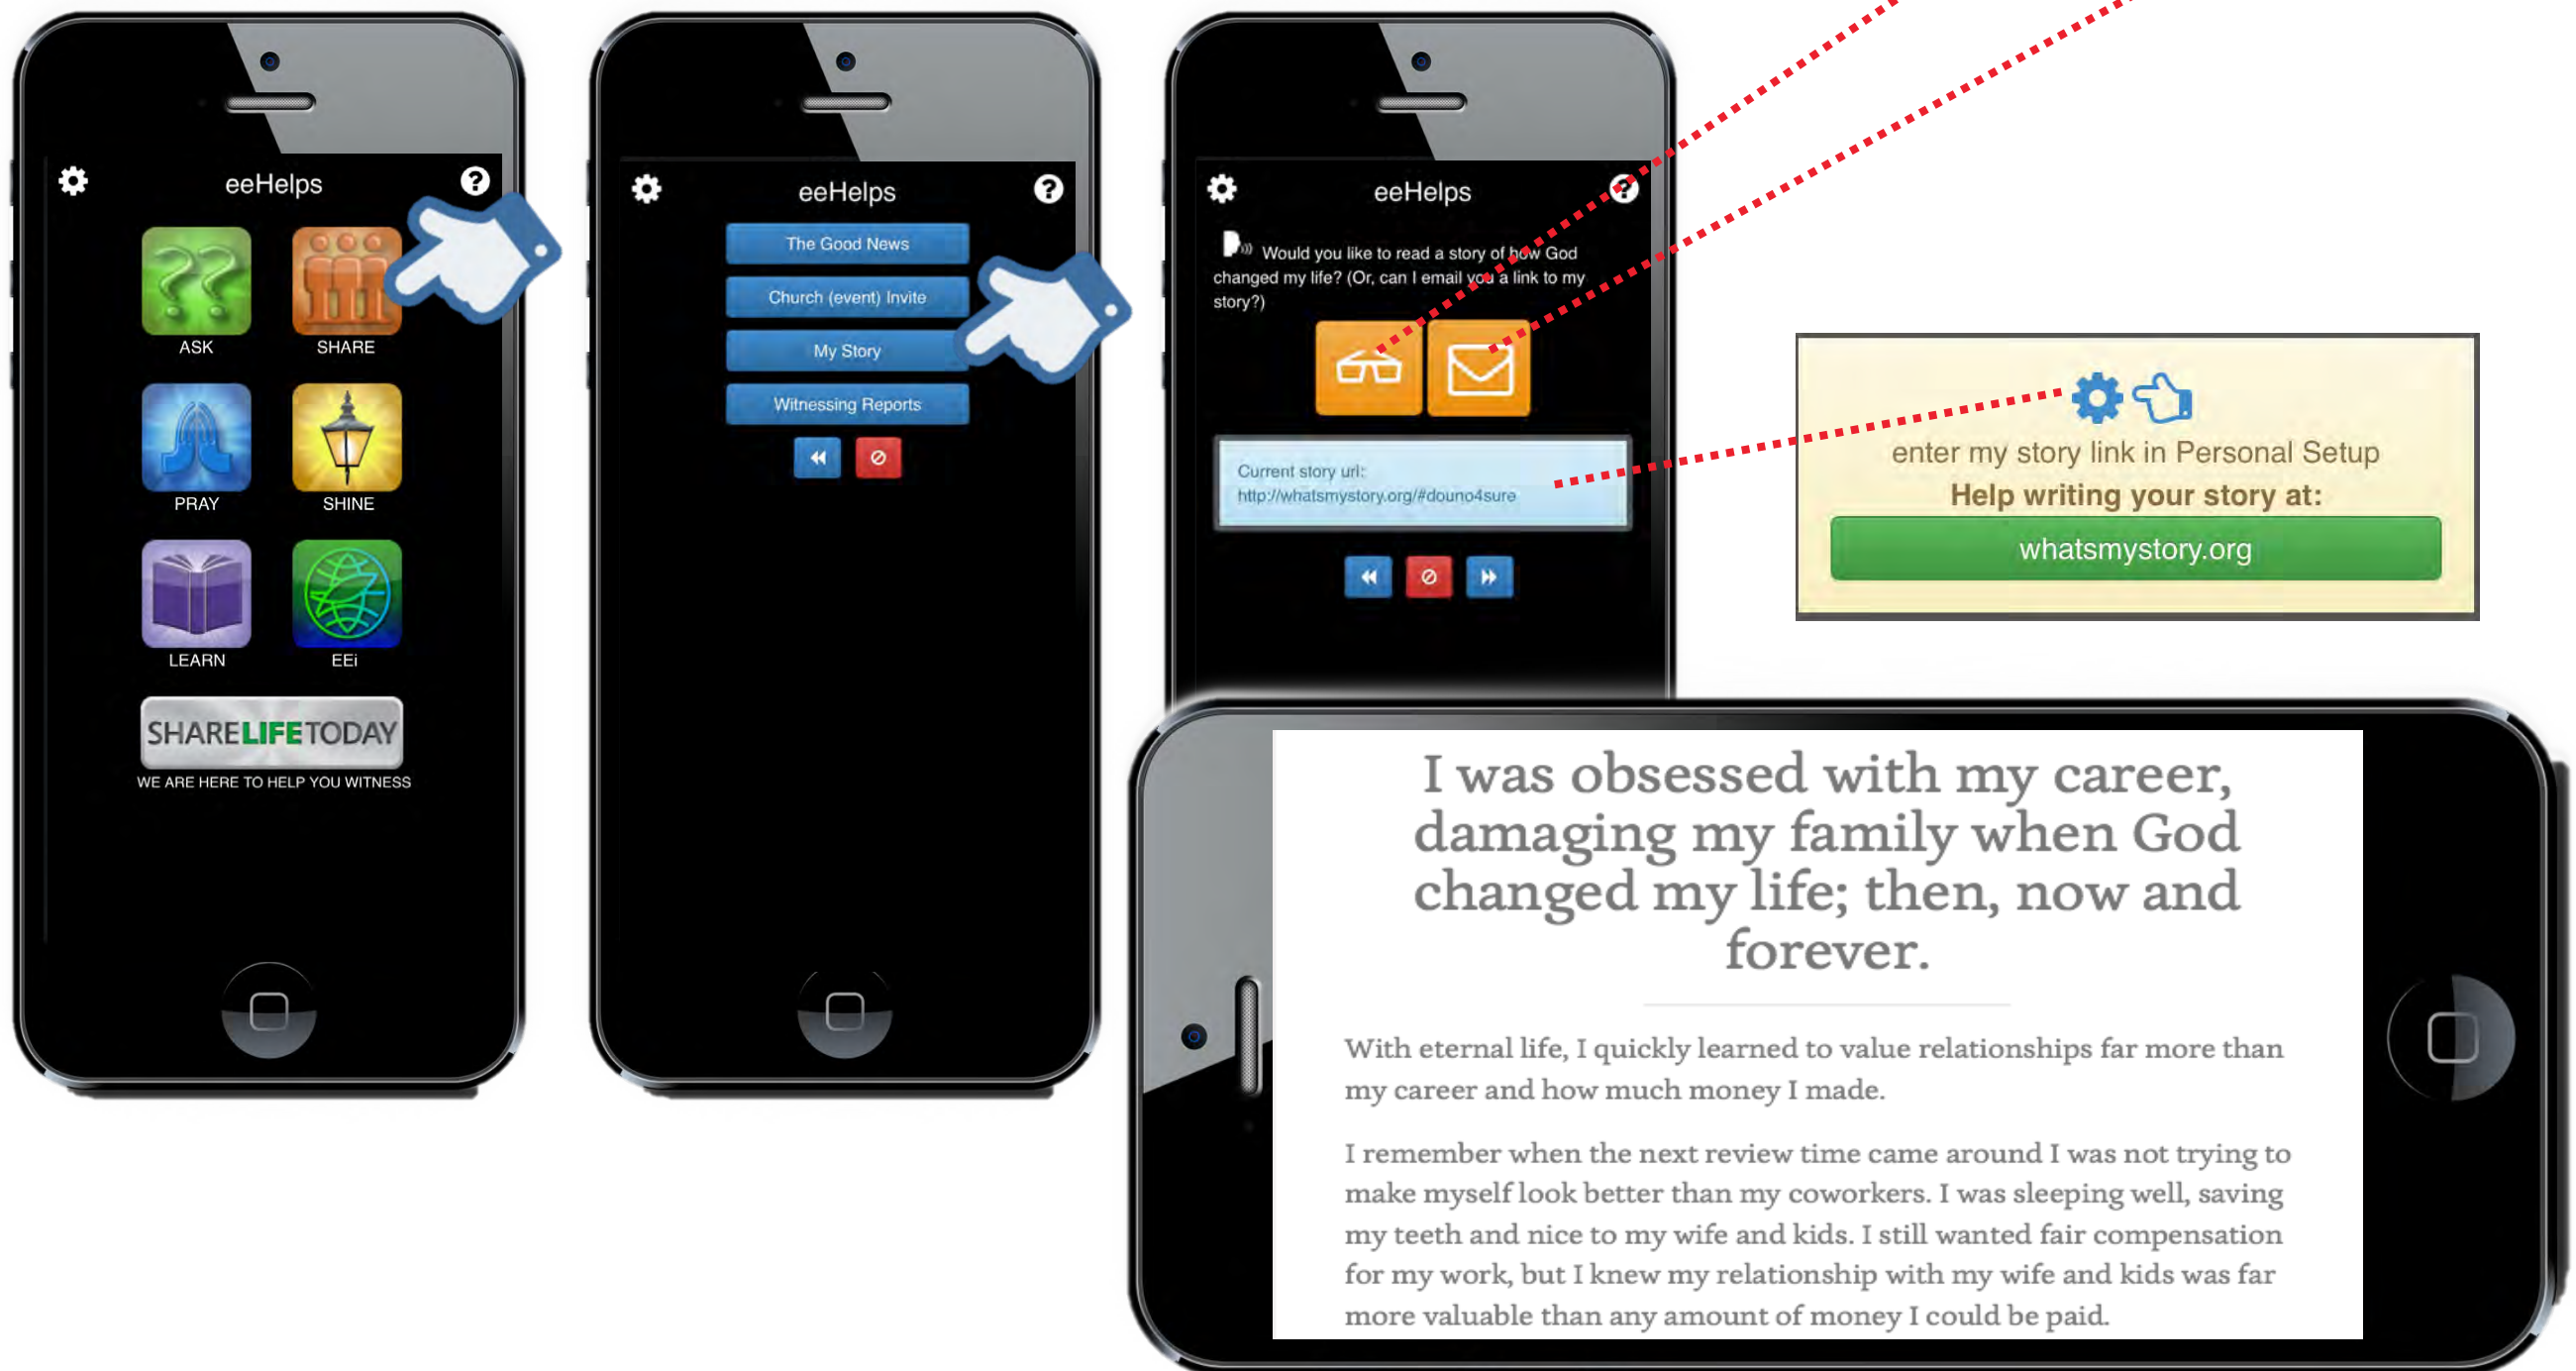 eeHelps
ASK
SHARE
PRAY
SHINE
LEARN
EEi
SHARELIFETODAY
WE ARE HERE TO HELP YOU WITNESS
eeHelps
The Good News
Church (event) Invite
My Story
Witnessing Reports
eeHelps
Would you like to read a story of how God
changed my life? (Or, can I email you a link to my
story?)
Current story url:
http://whatsmystory.org/#douno4sure
enter my story link in Personal Setup
Help writing your story at:
whatsmystory.org
I was obsessed with my career,
damaging my family when God
changed my life; then, now and
forever.
With eternal life, I quickly learned to value relationships far more than
my career and how much money I made.
I remember when the next review time came around I was not trying to
make myself look better than my coworkers. I was sleeping well, saving
my teeth and nice to my wife and kids. I still wanted fair compensation
for my work, but I knew my relationship with my wife and kids was far
more valuable than any amount of money I could be paid.